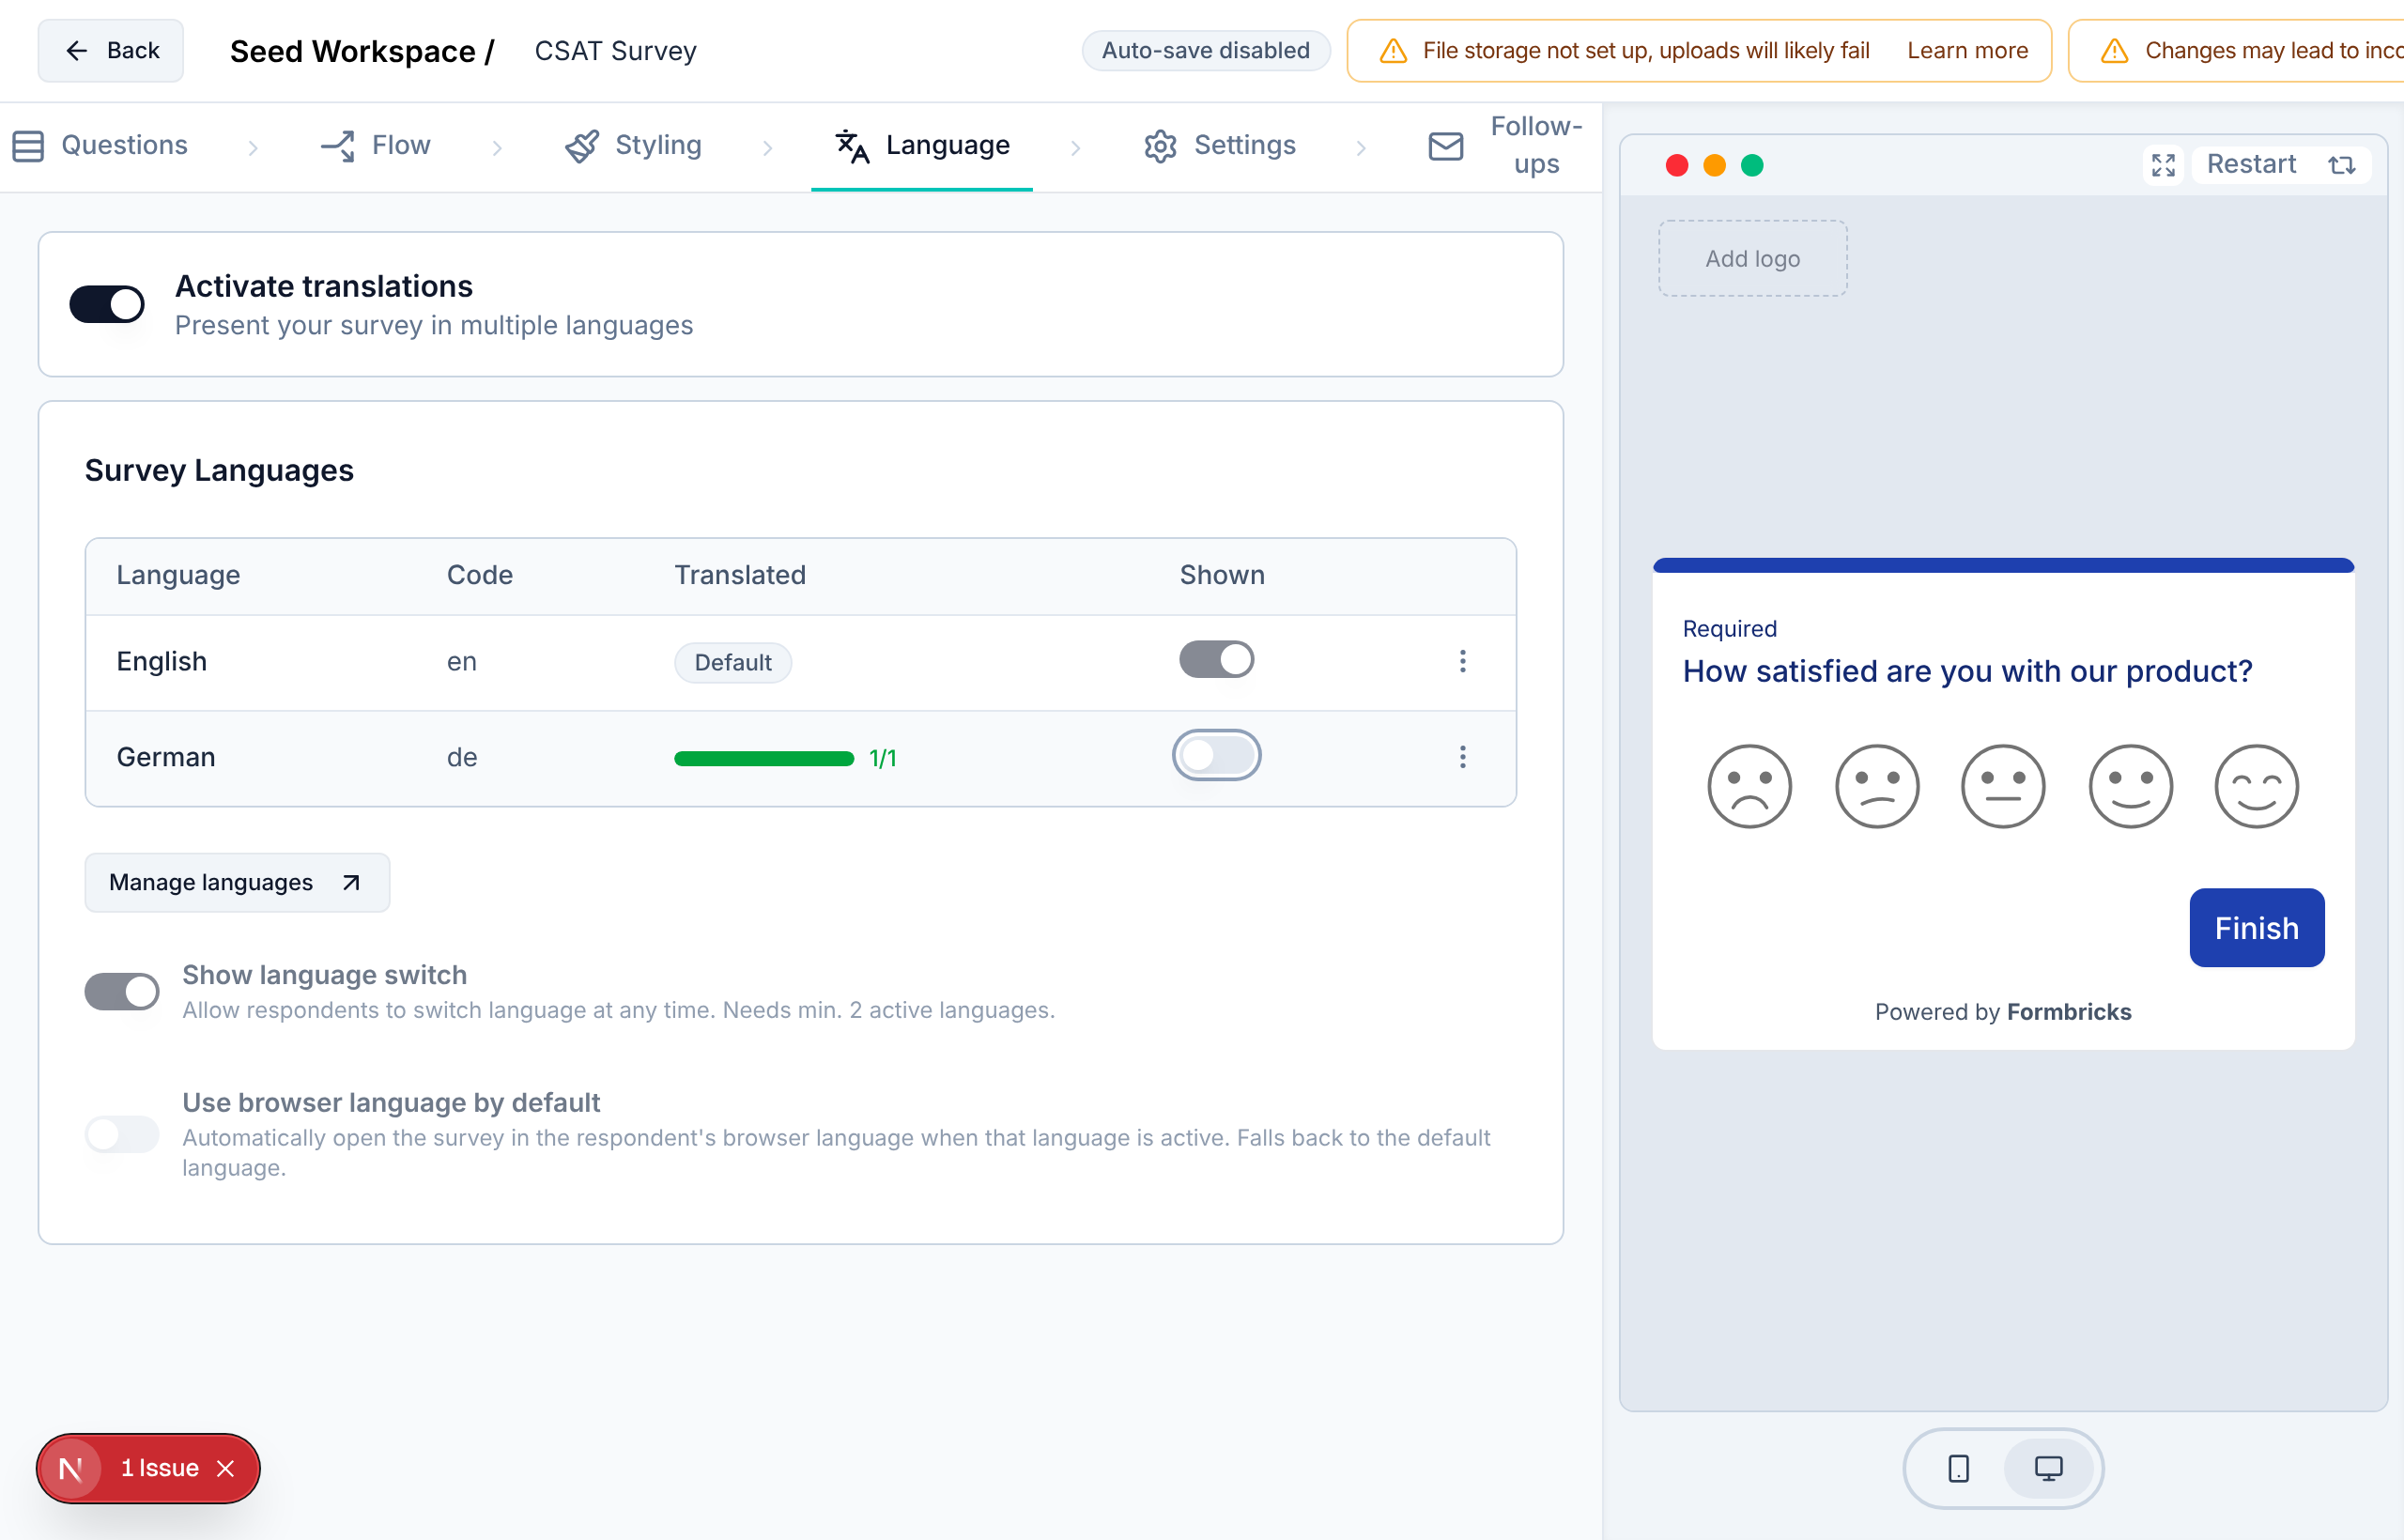 Back
Seed Workspace / CSAT Survey
Auto-save disabled
File storage not set up, uploads will likely fail Learn more
Changes may lead to inco
Questions
Flow
Styling
Language
Settings
Follow-
ups
Activate translations
Present your survey in multiple languages
Survey Languages
Language Code Translated Shown
English en Default
German de 1/1
Manage languages
Show language switch
Allow respondents to switch language at any time. Needs min. 2 active languages.
Use browser language by default
Automatically open the survey in the respondent's browser language when that language is active. Falls back to the default
language.
N 1 Issue
Restart
Add logo
Required
How satisfied are you with our product?
Finish
Powered by Formbricks